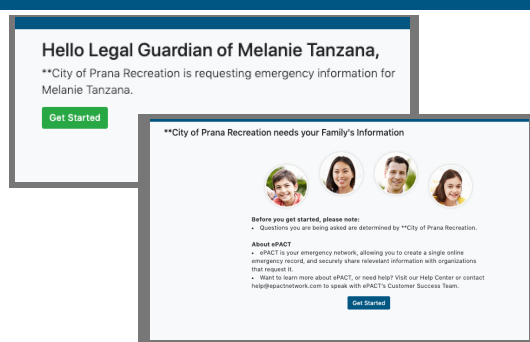 Hello Legal Guardian of Melanie Tanzana,
**City of Prana Recreation is requesting emergency information for
Melanie Tanzana.
Get Started
**City of Prana Recreation needs your Family's Information
Before you get started, please note:
• Questions you are being asked are determined by **City of Prana Recreation.
About ePACT
• ePACT is your emergency network, allowing you to create a single online
emergency record, and securely share relevelant information with organizations
that request it.
• Want to learn more about ePACT, or need help? Visit our Help Center or contact
help@epactnetwork.com to speak with ePACT's Customer Success Team.
Get Started